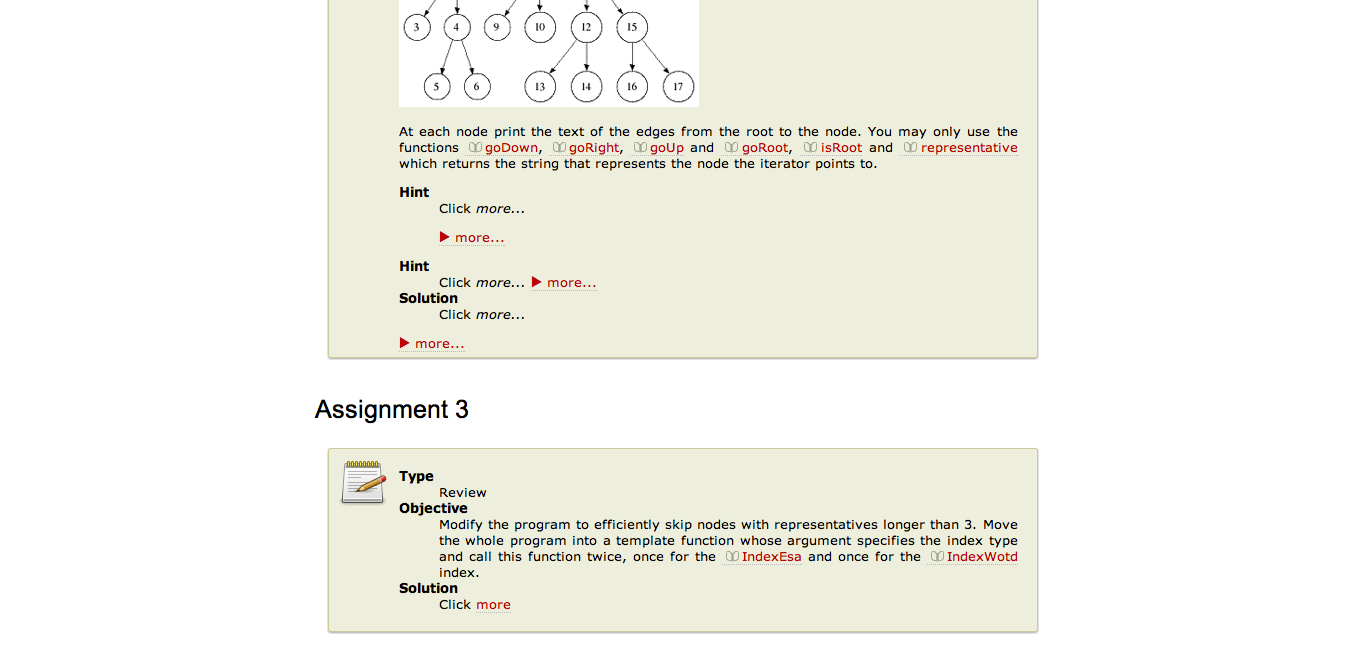 3 4 9 10 12 15
5 6 13 14 16 17
At each node print the text of the edges from the root to the node. You may only use the
functions goDown, goRight, goUp and goRoot, isRoot and representative
which returns the string that represents the node the iterator points to.
Hint
Click more...
more...
Hint
Click more... more...
Solution
Click more...
more...
Assignment 3
Type
Review
Objective
Modify the program to efficiently skip nodes with representatives longer than 3. Move
the whole program into a template function whose argument specifies the index type
and call this function twice, once for the IndexEsa and once for the IndexWotd
index.
Solution
Click more